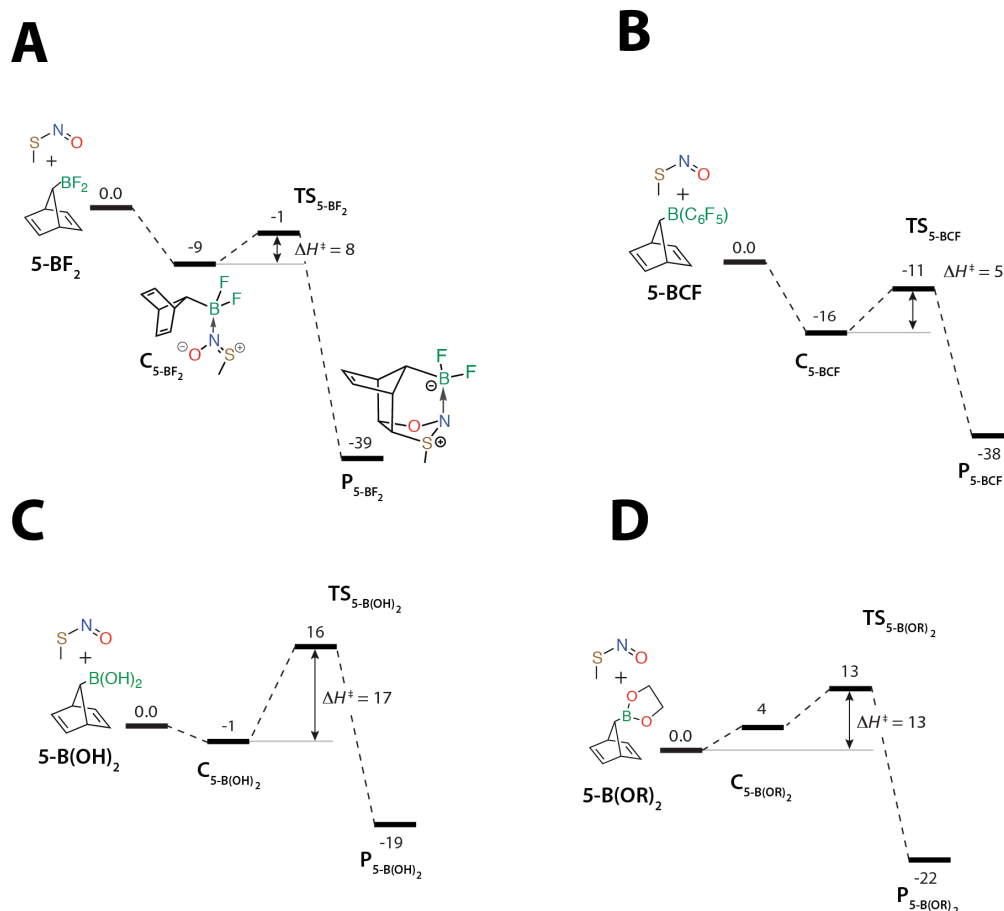 A
S N O
+
BF2
5-BF2
0.0
-9
C5-BF2
TS5-BF2
-1
ΔH‡ = 8
F
F
B
⊖ O N S ⊕
-39
P5-BF2
F
B F
⊖
O N
S ⊕
B
S N O
+
B(C6F5)
5-BCF
0.0
-16
C5-BCF
TS5-BCF
-11
ΔH‡ = 5
-38
P5-BCF
C
S N O
+
B(OH)2
5-B(OH)2
0.0
-1
C5-B(OH)2
TS5-B(OH)2
16
ΔH‡ = 17
-19
P5-B(OH)2
D
S N O
+
O
B O
5-B(OR)2
0.0
4
C5-B(OR)2
TS5-B(OR)2
13
ΔH‡ = 13
-22
P5-B(OR)2